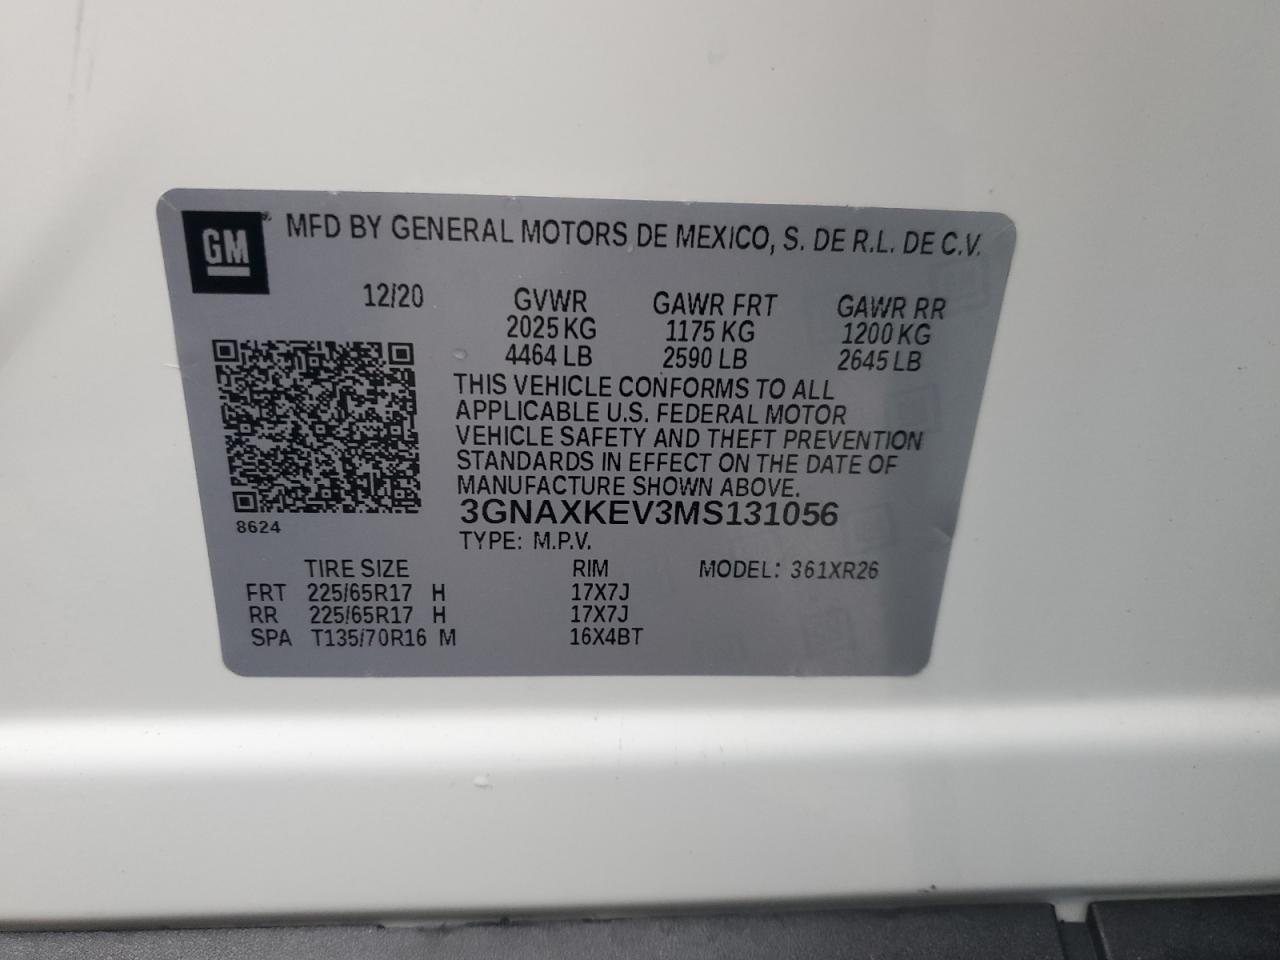 GM
MFD BY GENERAL MOTORS DE MEXICO, S. DE R.L. DE C.V.
12/20 GVWR GAWR FRT GAWR RR
2025 KG 1175 KG 1200 KG
4464 LB 2590 LB 2645 LB
THIS VEHICLE CONFORMS TO ALL
APPLICABLE U.S. FEDERAL MOTOR
VEHICLE SAFETY AND THEFT PREVENTION
STANDARDS IN EFFECT ON THE DATE OF
MANUFACTURE SHOWN ABOVE.
3GNAXKEV3MS131056
8624
TYPE: M.P.V.
TIRE SIZE RIM MODEL: 361XR26
FRT 225/65R17 H 17X7J
RR 225/65R17 H 17X7J
SPA T135/70R16 M 16X4BT